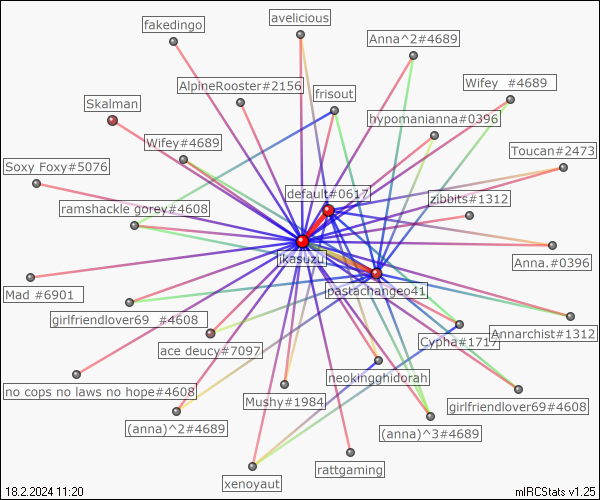 fakedingo
avelicious
Anna^2#4689
AlpineRooster#2156
frisout
Wifey  #4689
Skalman
hypomanianna#0396
Wifey#4689
Toucan#2473
Soxy Foxy#5076
default#0617
zibbits#1312
ramshackle gorey#4608
jkasuzu
Anna.#0396
Mad #6901
pastachangeo41
girlfriendlover69  #4608
Annarchist#1312
ace deucy#7097
Cypha#1717
neokingghidorah
no cops no laws no hope#4608
Mushy#1984
girlfriendlover69#4608
(anna)^2#4689
(anna)^3#4689
rattgaming
xenoyaut
18.2.2024 11:20
mIRCStats v1.25